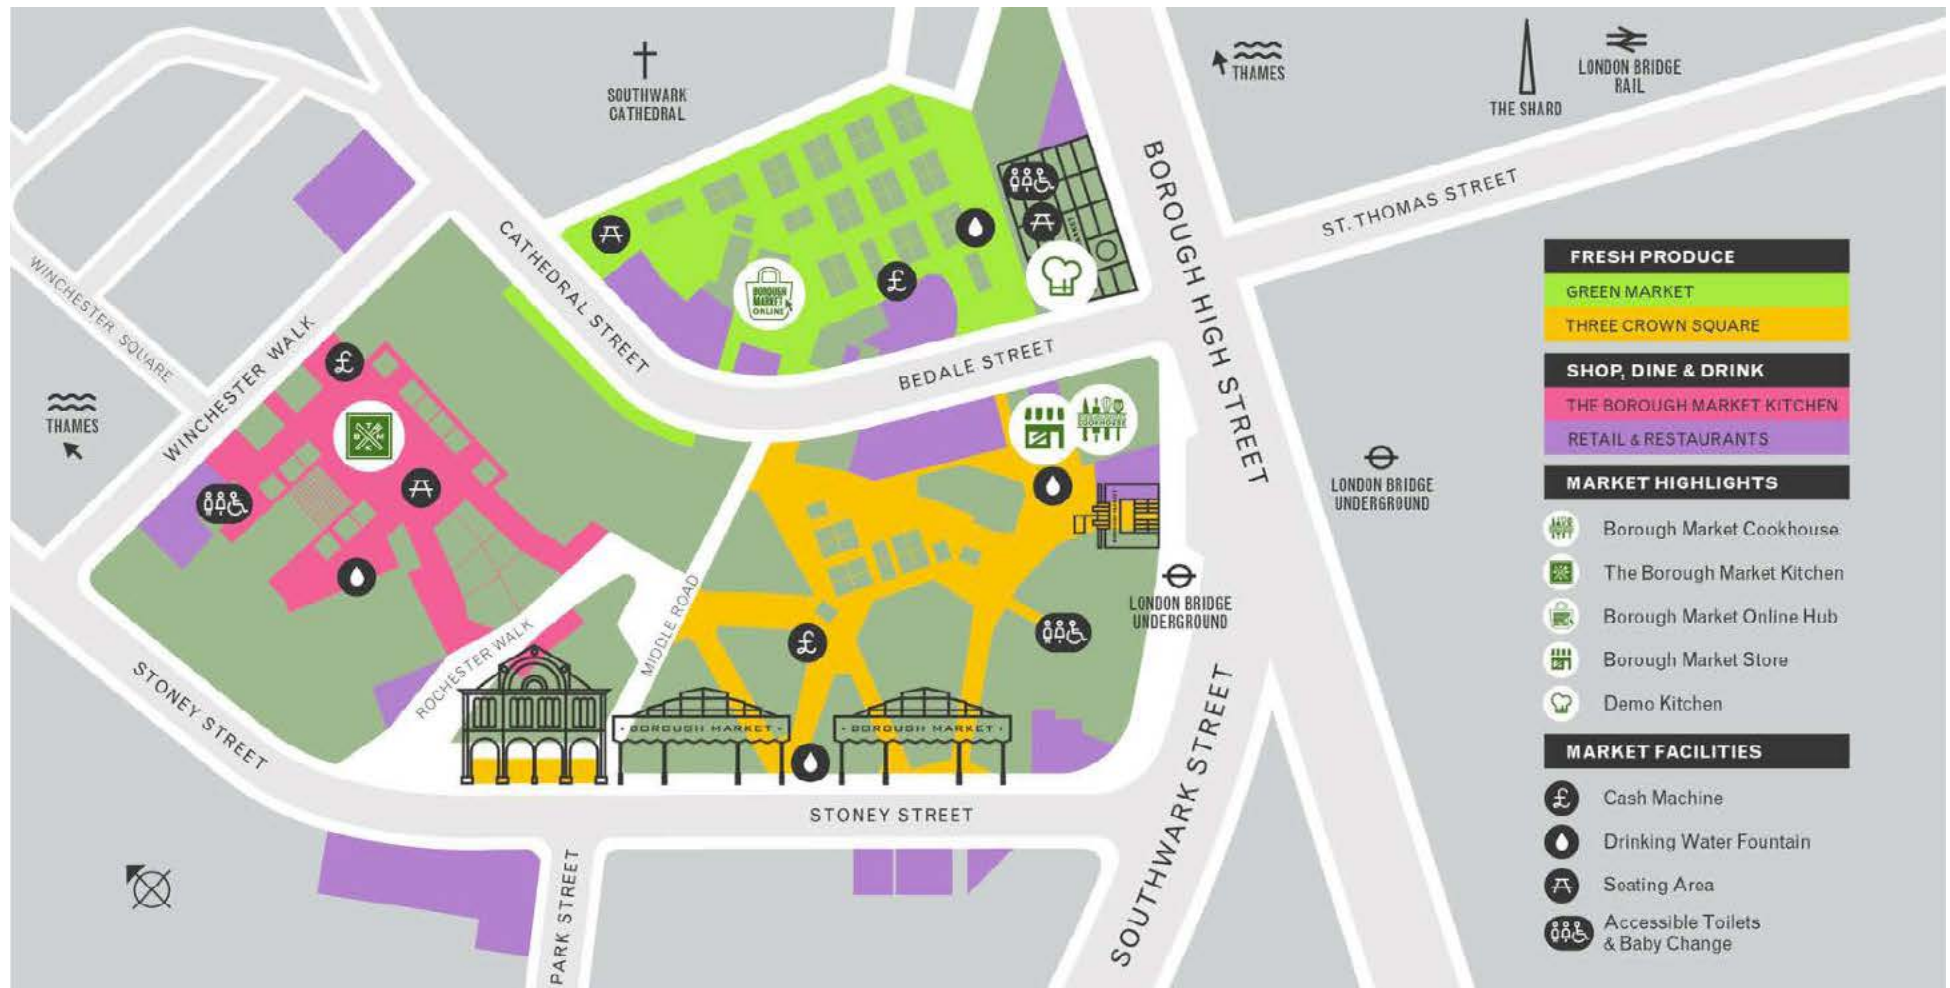 SOUTHWARK
CATHEDRAL
THAMES
THE SHARD
LONDON BRIDGE
RAIL
BOROUGH HIGH STREET
ST. THOMAS STREET
CATHEDRAL STREET
WINCHESTER SQUARE
WINCHESTER WALK
THAMES
BOROUGH
MARKET
ONLINE
BEDALE STREET
COOKHOUSE
T
B M
K
LONDON BRIDGE
UNDERGROUND
LONDON BRIDGE
UNDERGROUND
MIDDLE ROAD
ROCHESTER WALK
STONEY STREET
· BOROUGH MARKET ·
· BOROUGH MARKET ·
STONEY STREET
SOUTHWARK STREET
PARK STREET
FRESH PRODUCE
GREEN MARKET
THREE CROWN SQUARE
SHOP, DINE & DRINK
THE BOROUGH MARKET KITCHEN
RETAIL & RESTAURANTS
MARKET HIGHLIGHTS
Borough Market Cookhouse
The Borough Market Kitchen
Borough Market Online Hub
Borough Market Store
Demo Kitchen
MARKET FACILITIES
£ Cash Machine
Drinking Water Fountain
Seating Area
Accessible Toilets
& Baby Change
£
£
£